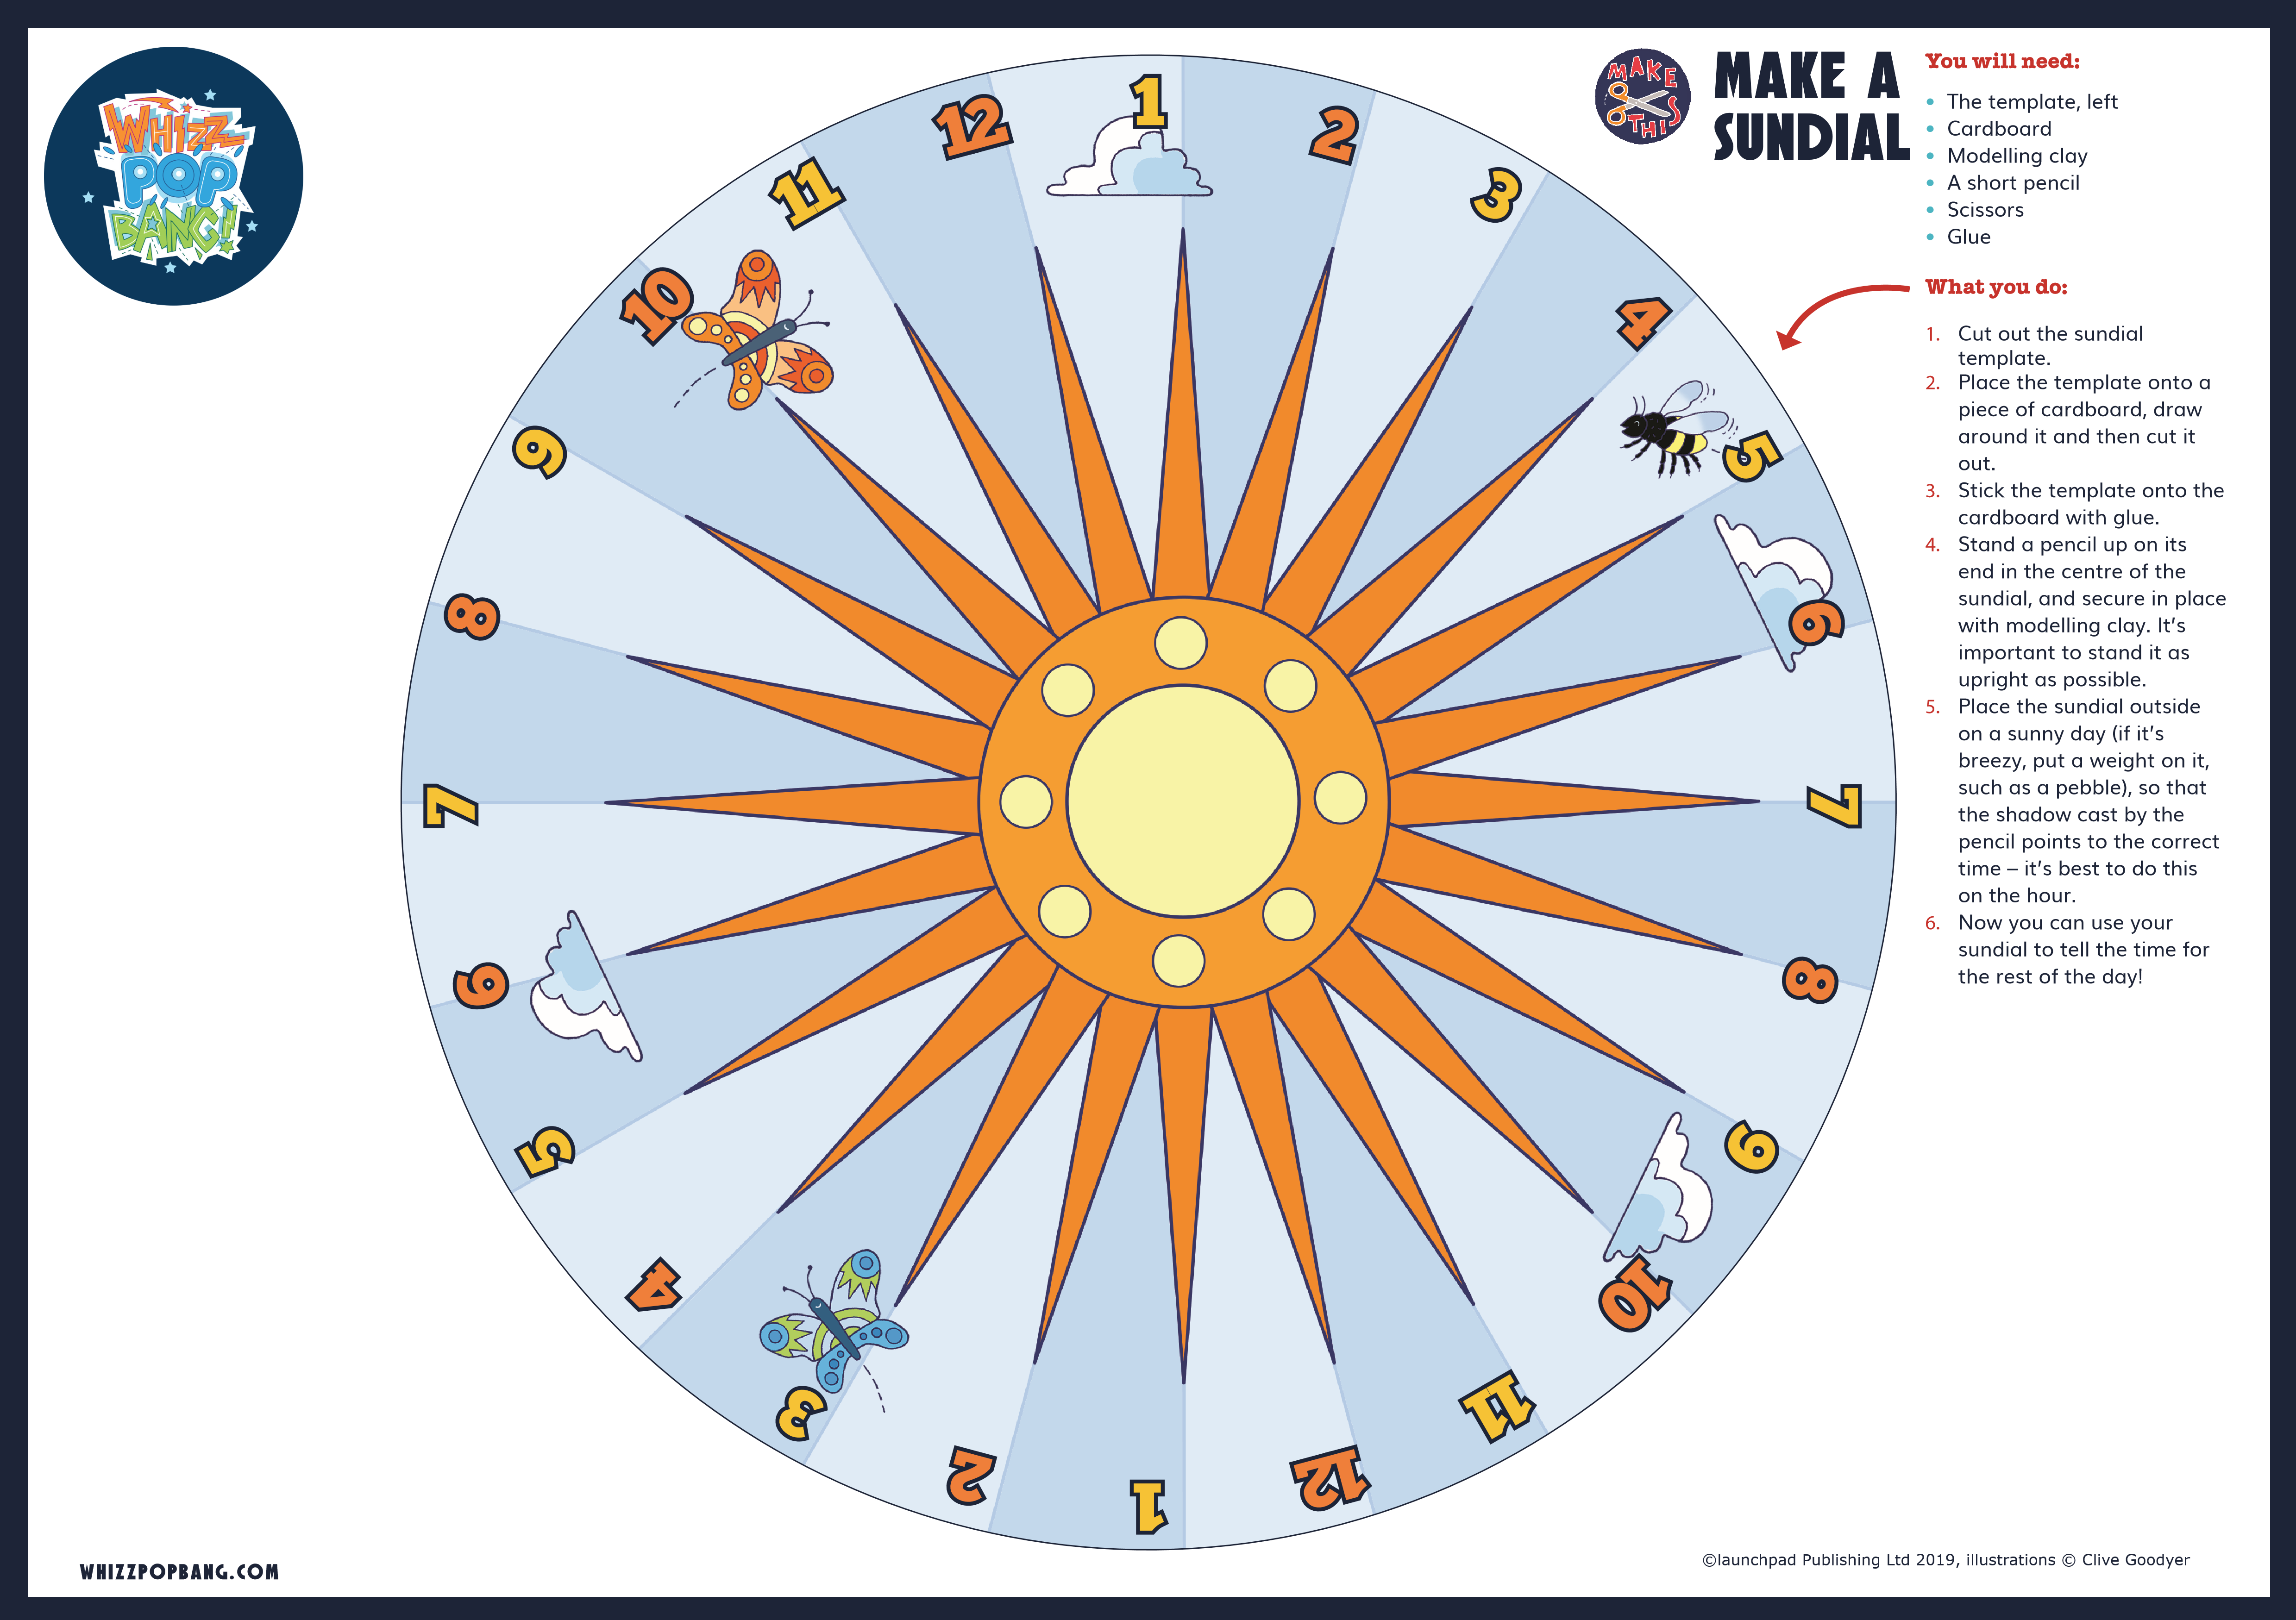 WHIZZ
POP
BANG!
MAKE
THIS
MAKE A
SUNDIAL
You will need:
• The template, left
• Cardboard
• Modelling clay
• A short pencil
• Scissors
• Glue
What you do:
1. Cut out the sundial
template.
2. Place the template onto a
piece of cardboard, draw
around it and then cut it
out.
3. Stick the template onto the
cardboard with glue.
4. Stand a pencil up on its
end in the centre of the
sundial, and secure in place
with modelling clay. It’s
important to stand it as
upright as possible.
5. Place the sundial outside
on a sunny day (if it’s
breezy, put a weight on it,
such as a pebble), so that
the shadow cast by the
pencil points to the correct
time – it’s best to do this
on the hour.
6. Now you can use your
sundial to tell the time for
the rest of the day!
1
2
3
4
5
6
7
8
9
10
11
12
1
2
3
4
5
6
7
8
9
10
11
12
WHIZZPOPBANG.COM
©launchpad Publishing Ltd 2019, illustrations © Clive Goodyer